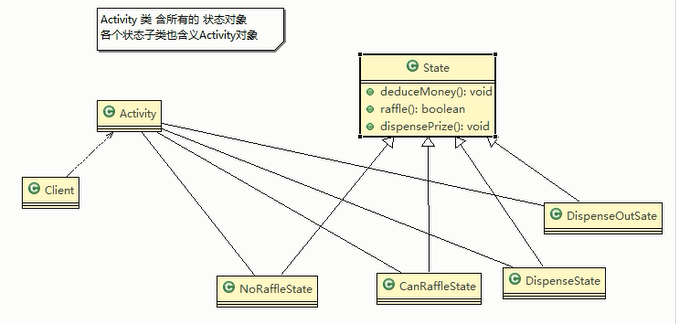 Activity 类 含所有的 状态对象
各个状态子类也含义Activity对象
State
deduceMoney(): void
raffle(): boolean
dispensePrize(): void
Activity
Client
DispenseOutSate
NoRaffleState
CanRaffleState
DispenseState